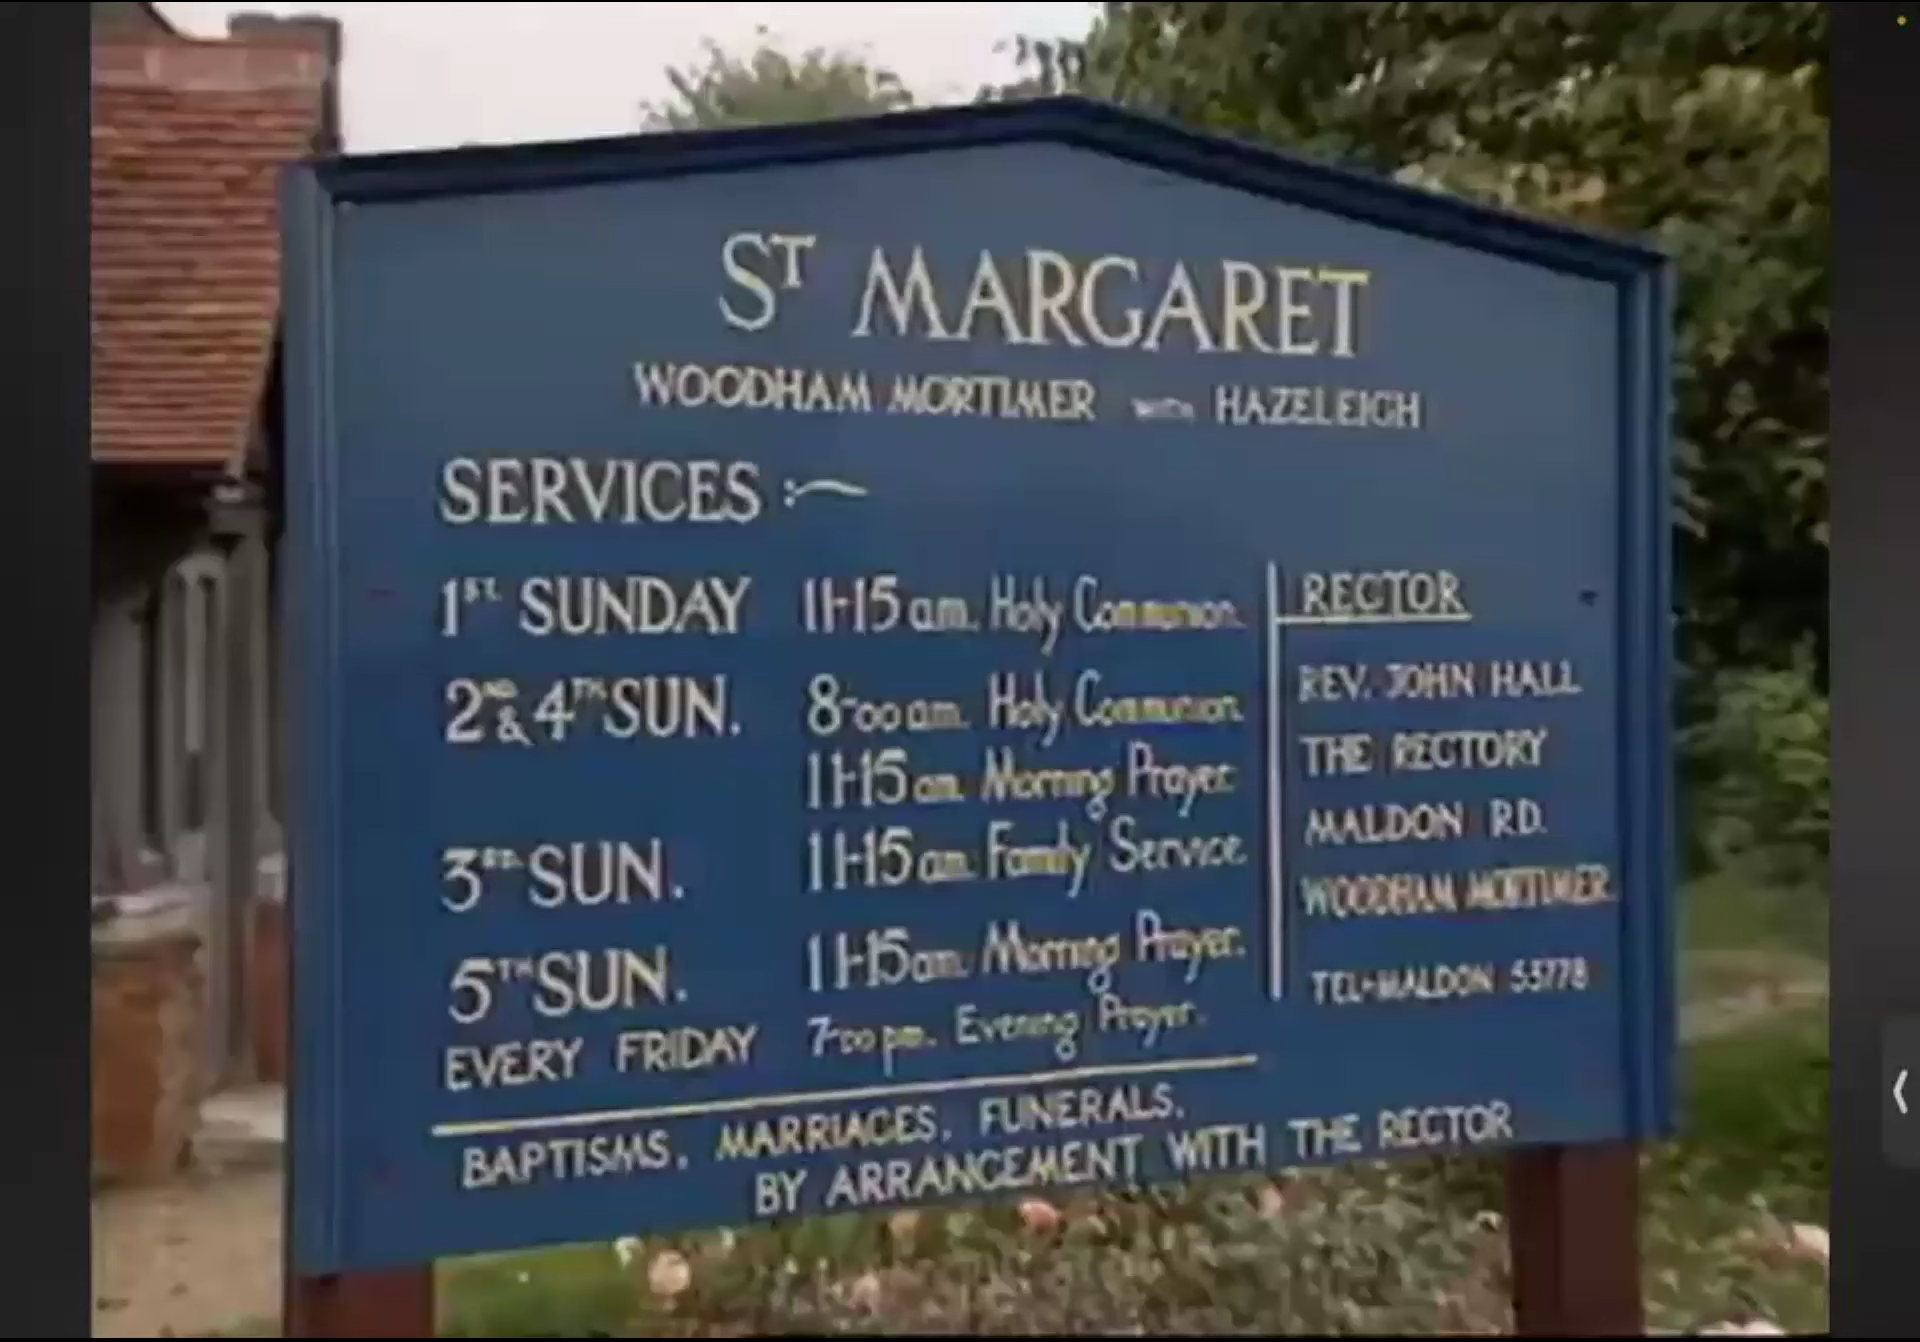 ST MARGARET
WOODHAM MORTIMER WITH HAZELEIGH
SERVICES :~
1ST. SUNDAY 11-15 am. Holy Communion.
2ND & 4TH SUN. 8-00 am. Holy Communion.
11-15 am. Morning Prayer.
3RD SUN. 11-15 am. Family Service.
5TH SUN. 11-15 am. Morning Prayer.
EVERY FRIDAY 7-00 pm. Evening Prayer.
RECTOR
REV. JOHN HALL
THE RECTORY
MALDON RD.
WOODHAM MORTIMER.
TEL-MALDON 53778
BAPTISMS, MARRIAGES, FUNERALS,
BY ARRANGEMENT WITH THE RECTOR